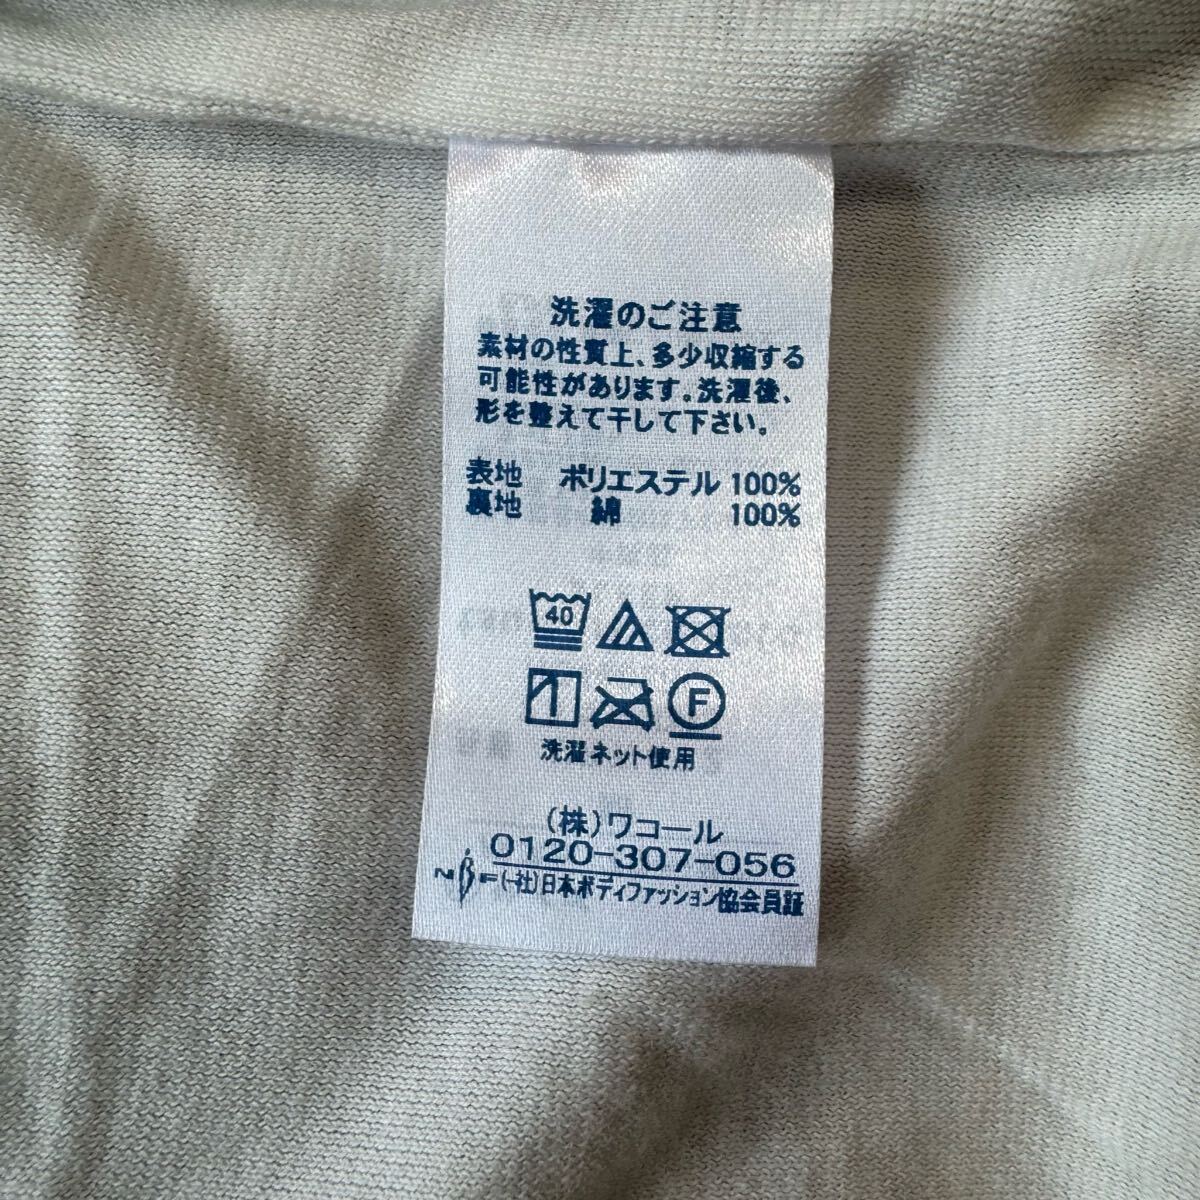 洗濯のご注意
素材の性質上、多少収縮する
可能性があります。洗濯後、
形を整えて干して下さい。
表地 ポリエステル 100%
裏地 綿 100%
40
F
洗濯ネット使用
(株)ワコール
0120-307-056
NBF(一社)日本ボディファッション協会員証